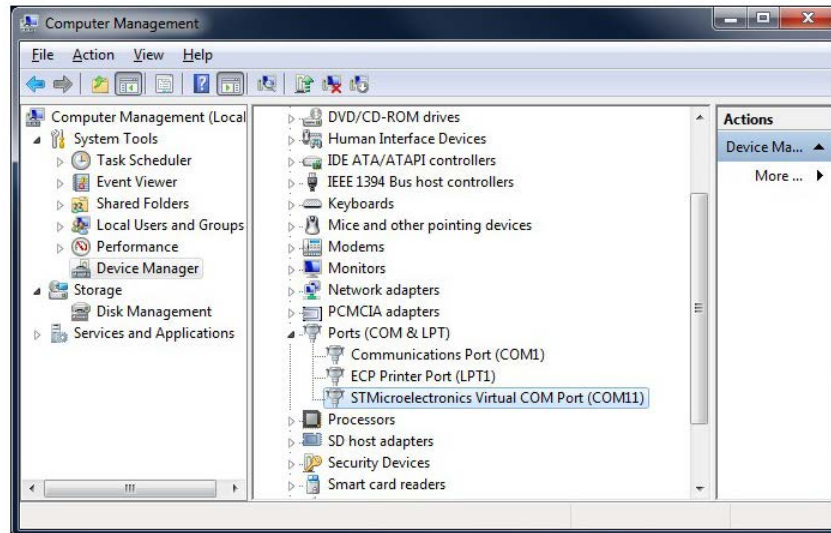 Computer Management
File Action View Help
Computer Management (Local
System Tools
Task Scheduler
Event Viewer
Shared Folders
Local Users and Groups
Performance
Device Manager
Storage
Disk Management
Services and Applications
DVD/CD-ROM drives
Human Interface Devices
IDE ATA/ATAPI controllers
IEEE 1394 Bus host controllers
Keyboards
Mice and other pointing devices
Modems
Monitors
Network adapters
PCMCIA adapters
Ports (COM & LPT)
Communications Port (COM1)
ECP Printer Port (LPT1)
STMicroelectronics Virtual COM Port (COM11)
Processors
SD host adapters
Security Devices
Smart card readers
Actions
Device Ma...
More ...